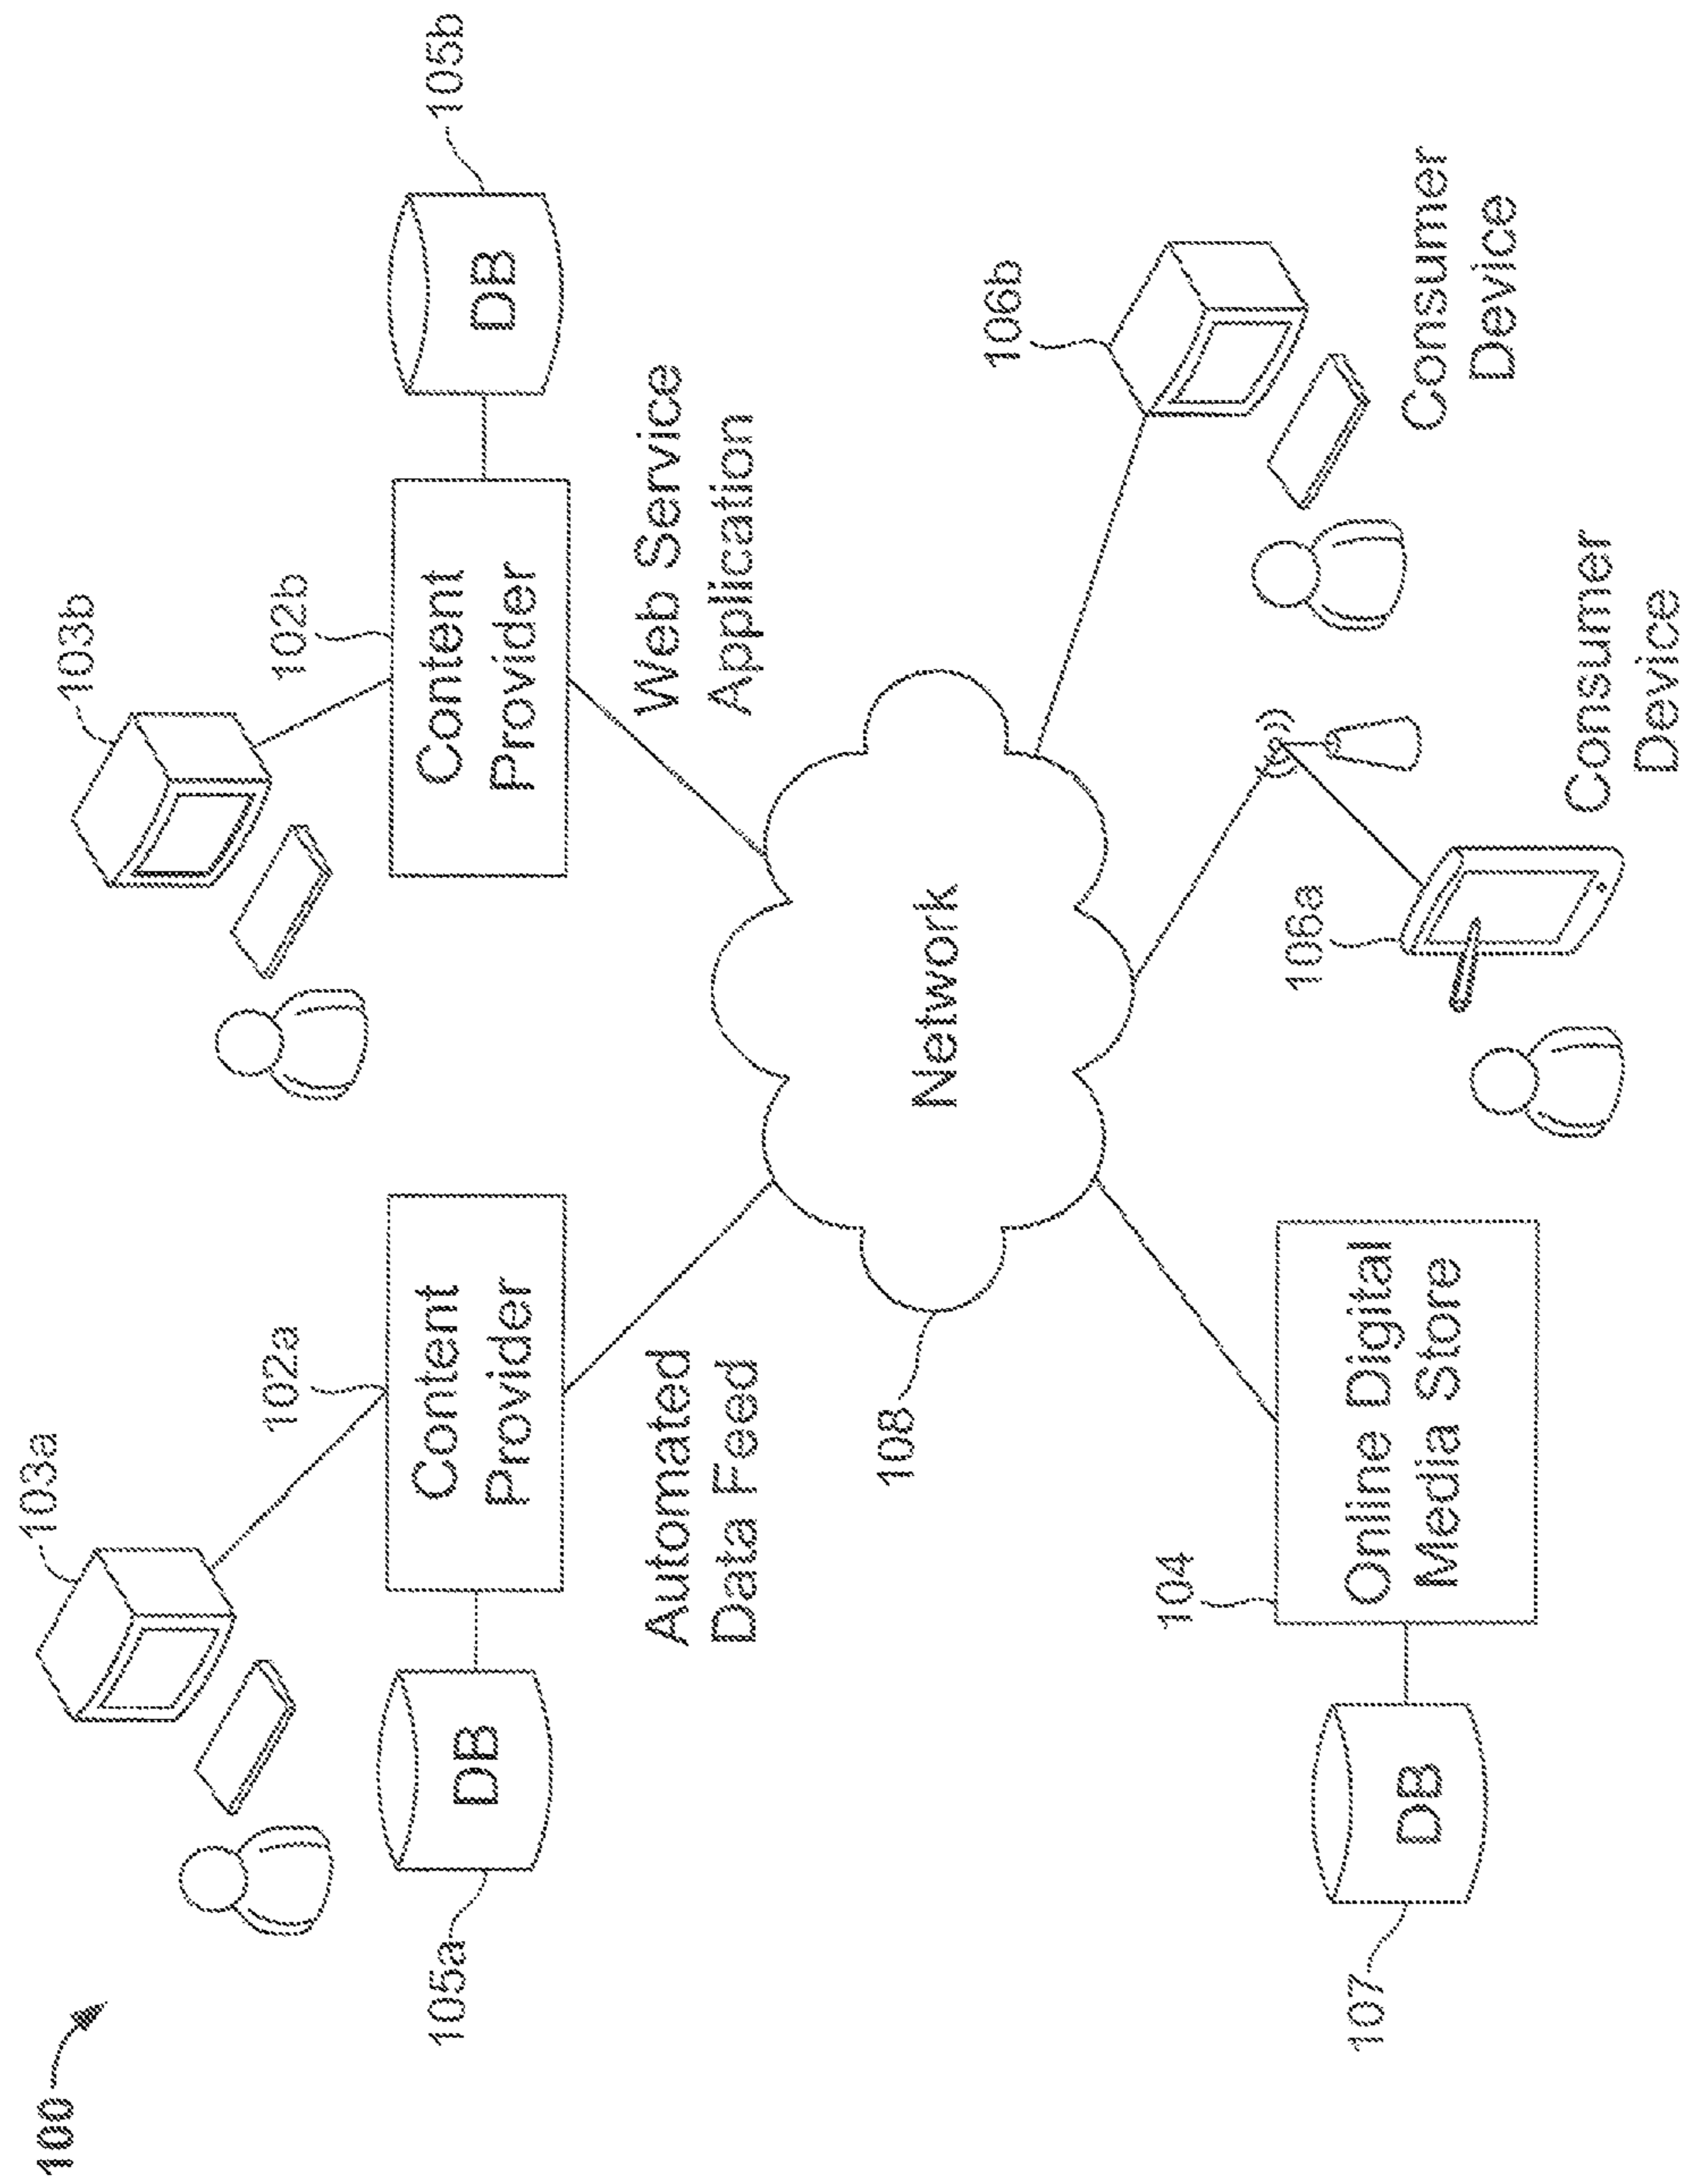 100
103a
103b
102a
102b
105a
DB
Content
Provider
Content
Provider
DB
105b
Automated
Data Feed
Web Service
Application
108
Network
106b
104
107
DB
Online Digital
Media Store
106a
Consumer
Device
Consumer
Device